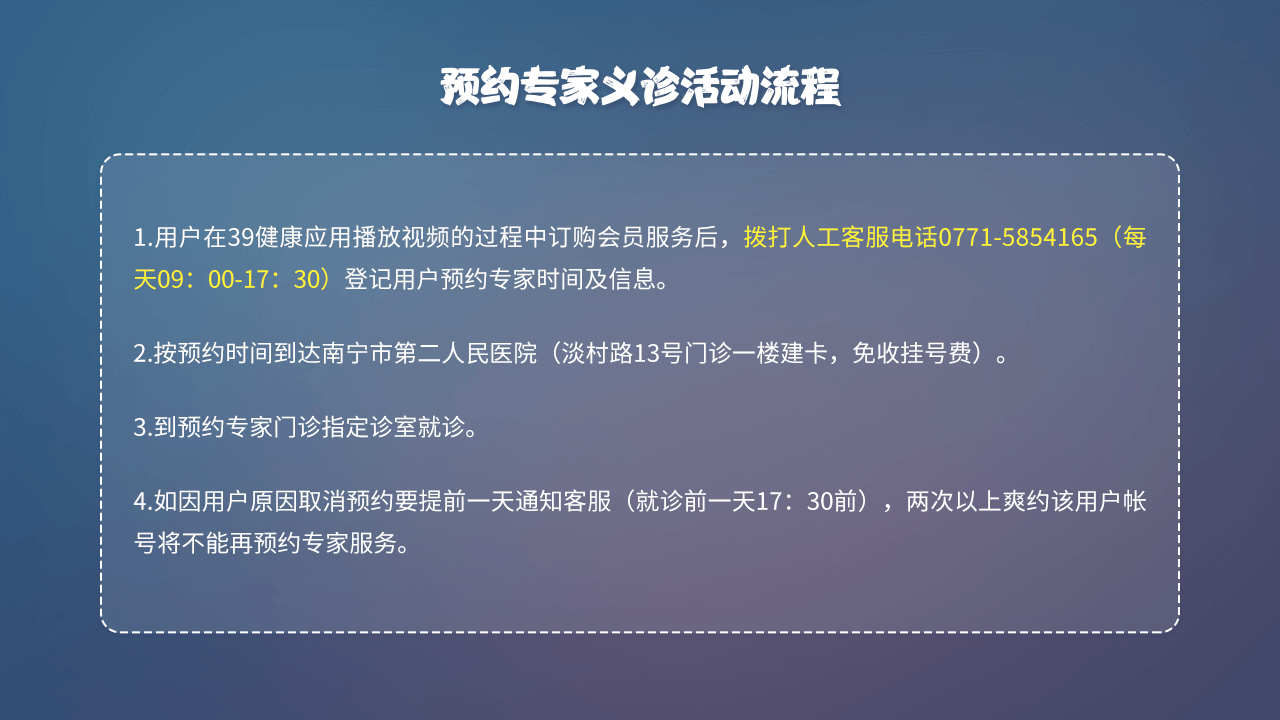 预约专家义诊活动流程
1.用户在39健康应用播放视频的过程中订购会员服务后，拨打人工客服电话0771-5854165（每
天09：00-17：30）登记用户预约专家时间及信息。
2.按预约时间到达南宁市第二人民医院（淡村路13号门诊一楼建卡，免收挂号费）。
3.到预约专家门诊指定诊室就诊。
4.如因用户原因取消预约要提前一天通知客服（就诊前一天17：30前），两次以上爽约该用户帐
号将不能再预约专家服务。